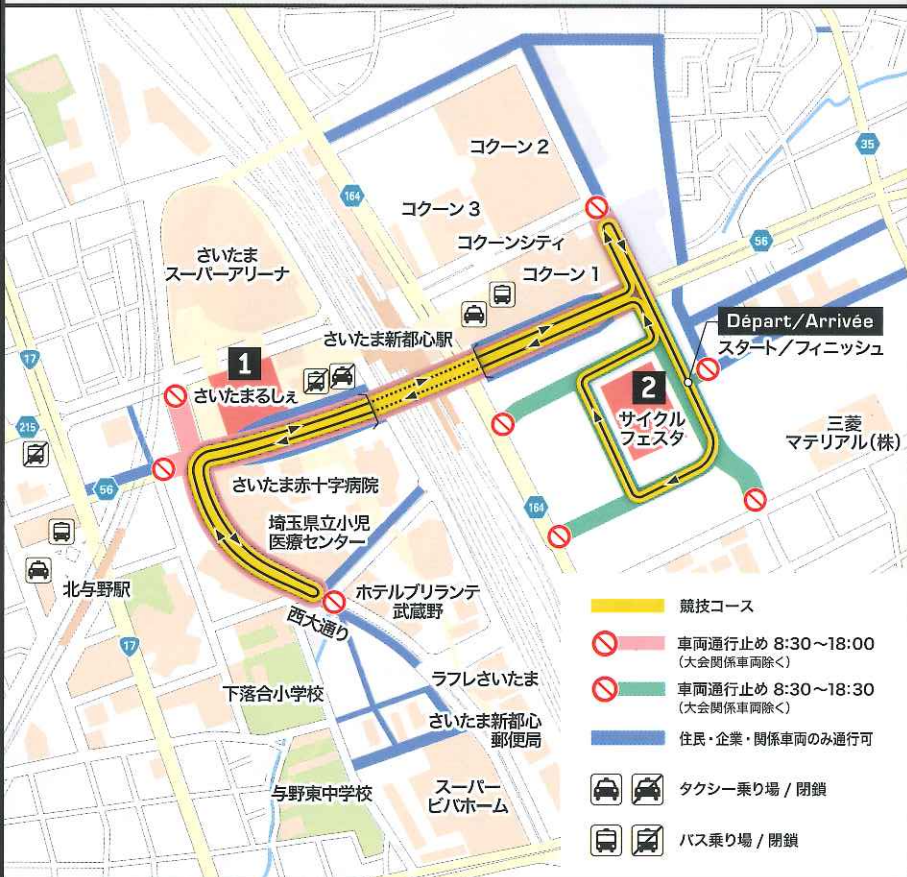 コクーン2
35
164
コクーン3
56
コクーンシティ
さいたま
スーパーアリーナ
コクーン1
Départ/Arrivée
スタート/フィニッシュ
さいたま新都心駅
17
1
さいたまるしぇ
2
サイクル
フェスタ
215
三菱
マテリアル(株)
56
さいたま赤十字病院
164
埼玉県立小児
医療センター
北与野駅
ホテルブリランテ
武蔵野
西大通り
17
ラフレさいたま
下落合小学校
さいたま新都心
郵便局
与野東中学校
スーパー
ビバホーム
競技コース
車両通行止め 8:30~18:00
(大会関係車両除く)
車両通行止め 8:30~18:30
(大会関係車両除く)
住民・企業・関係車両のみ通行可
タクシー乗り場 / 閉鎖
バス乗り場 / 閉鎖